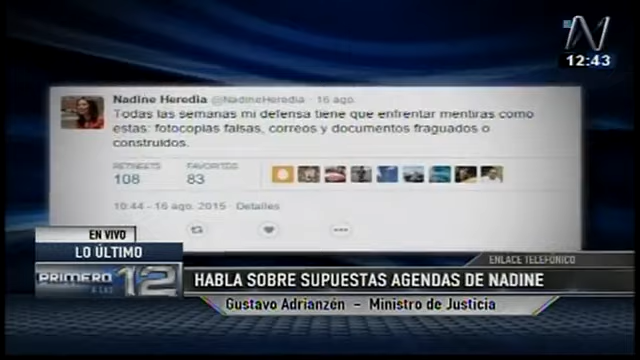 N
12:43
Nadine Heredia @NadineHeredia · 16 ago.
Todas las semanas mi defensa tiene que enfrentar mentiras como
estas: fotocopias falsas, correos y documentos fraguados o
construidos.
RETWEETS FAVORITOS
108 83
10:44 - 16 ago. 2015 · Detalles
EN VIVO
LO ÚLTIMO
ENLACE TELEFÓNICO
PRIMERO A LAS 12
HABLA SOBRE SUPUESTAS AGENDAS DE NADINE
Gustavo Adrianzén – Ministro de Justicia